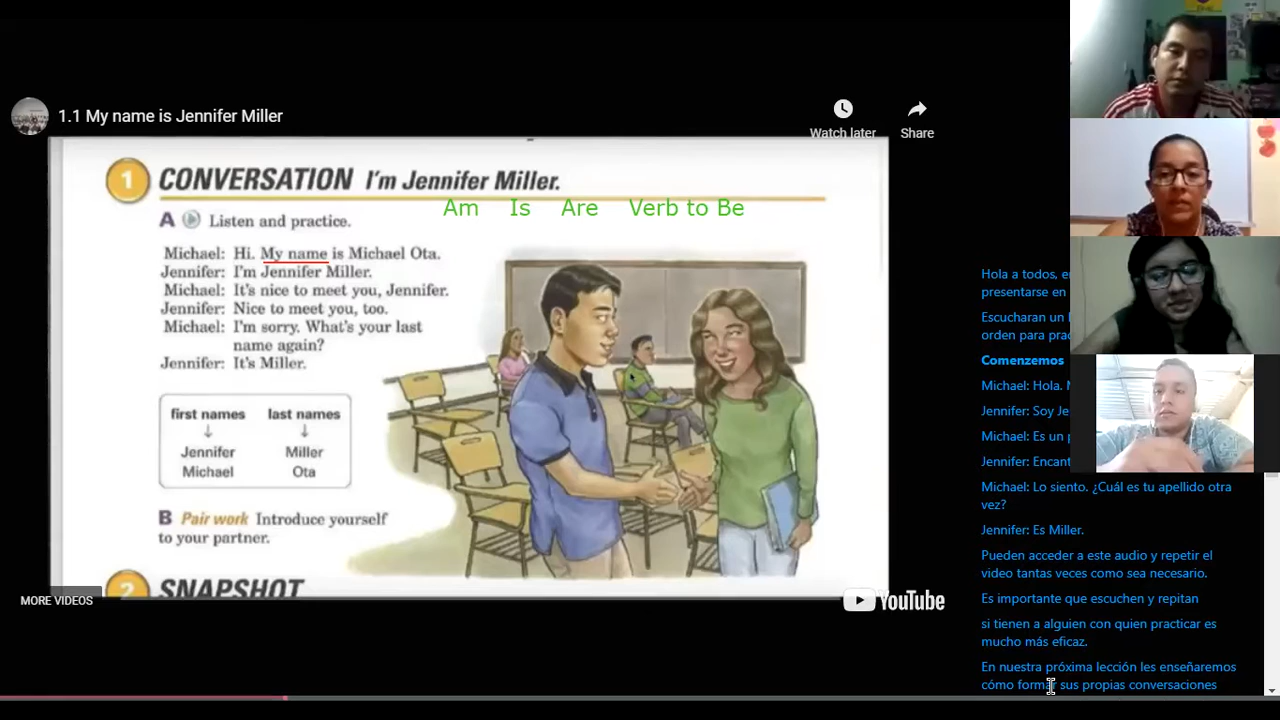 1.1 My name is Jennifer Miller
Watch later
Share
1 CONVERSATION I'm Jennifer Miller.
Am Is Are Verb to Be
A Listen and practice.
Michael: Hi. My name is Michael Ota.
Jennifer: I'm Jennifer Miller.
Michael: It's nice to meet you, Jennifer.
Jennifer: Nice to meet you, too.
Michael: I'm sorry. What's your last
name again?
Jennifer: It's Miller.
first names last names
↓ ↓
Jennifer Miller
Michael Ota
B Pair work Introduce yourself
to your partner.
2 SNAPSHOT
MORE VIDEOS
YouTube
Hola a todos,
presentarse en
Escucharan un
orden para
Comenzemos
Michael: Hola.
Jennifer: Soy
Michael: Es un
Jennifer:
Michael: Lo siento. ¿Cuál es tu apellido otra
vez?
Jennifer: Es Miller.
Pueden acceder a este audio y repetir el
video tantas veces como sea necesario.
Es importante que escuchen y repitan
si tienen a alguien con quien practicar es
mucho más eficaz.
En nuestra próxima lección les enseñaremos
cómo formar sus propias conversaciones